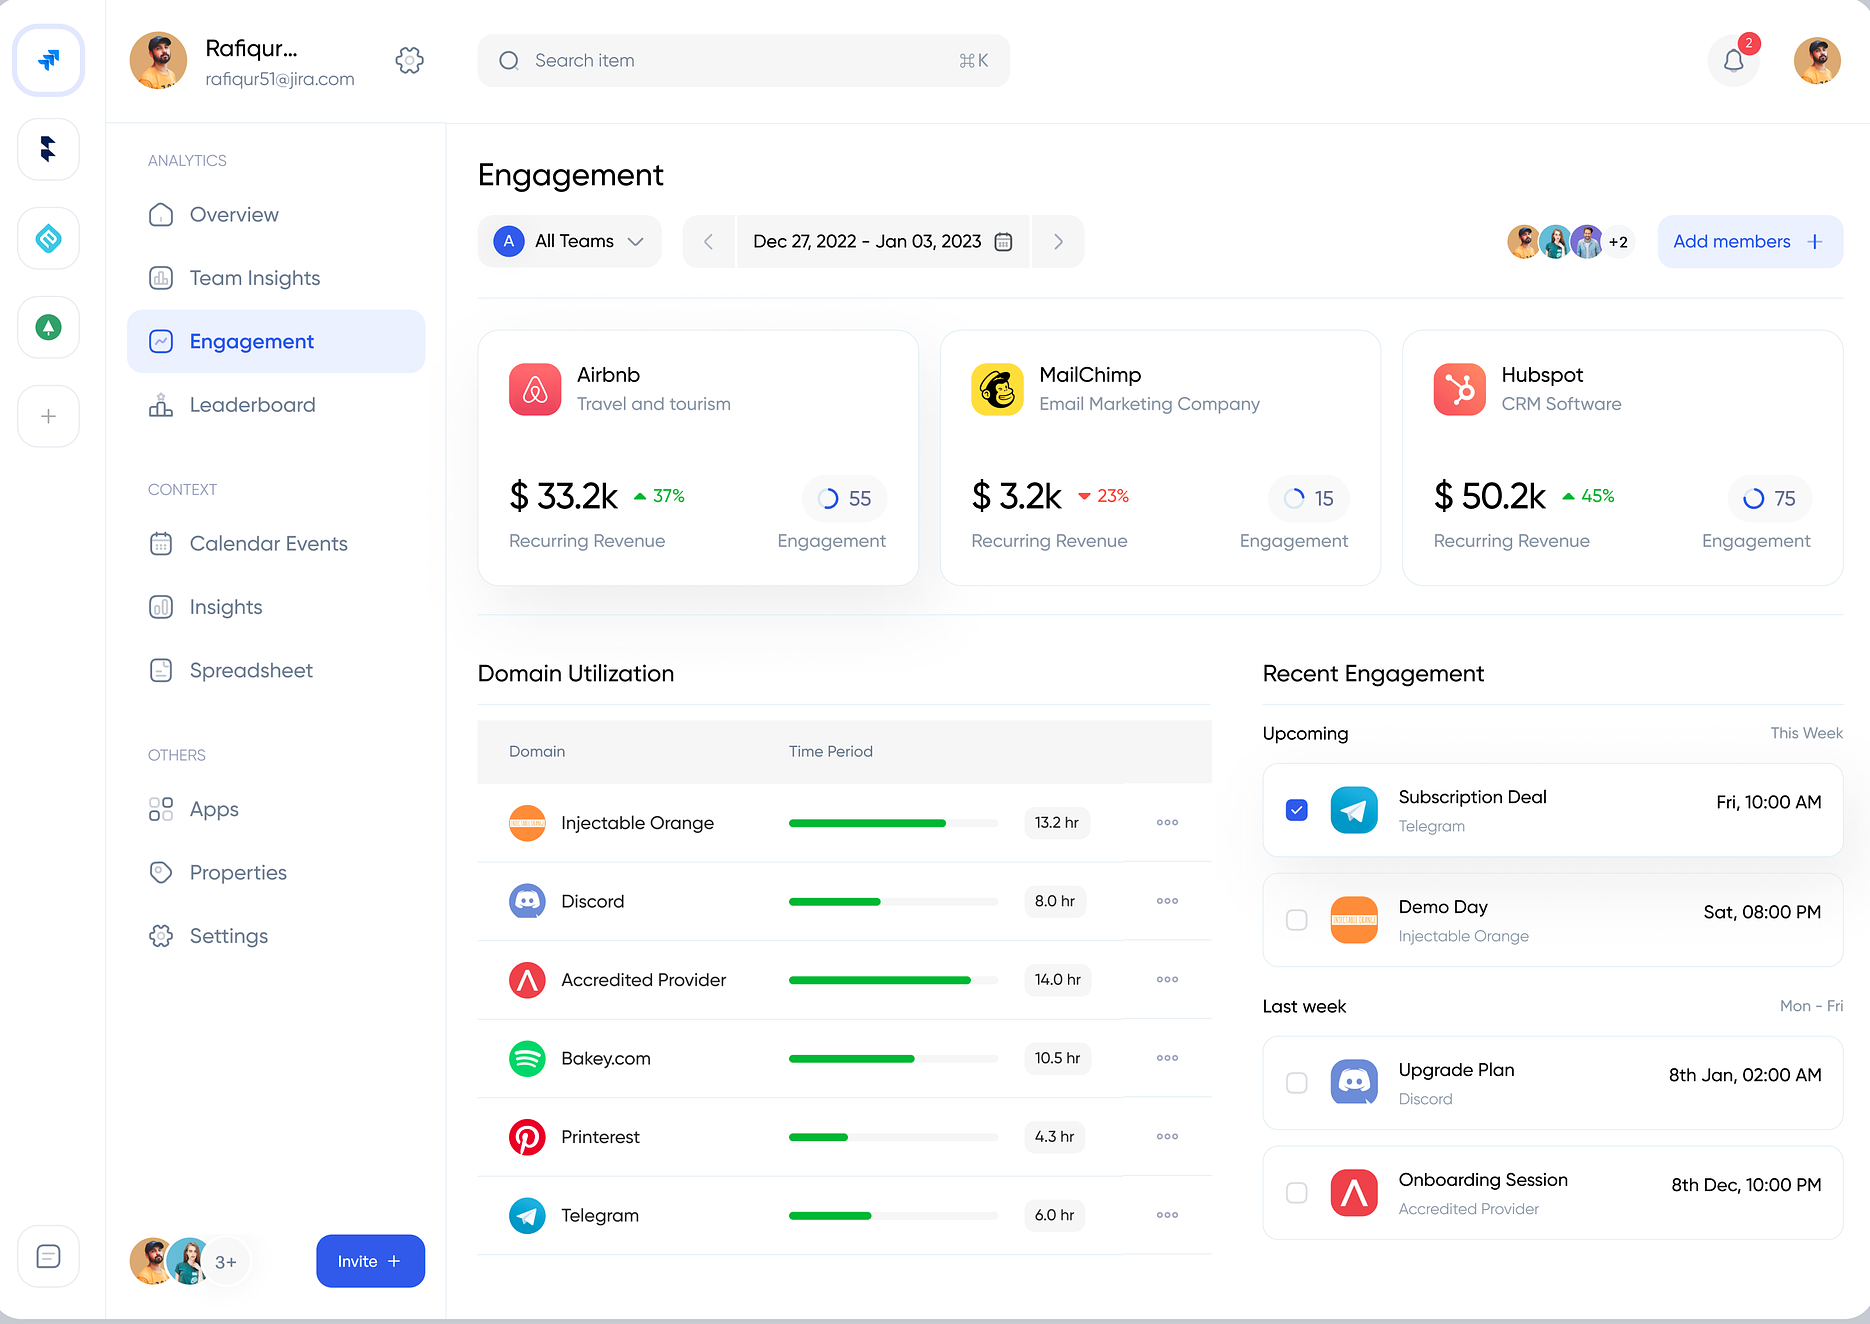 Rafiqur...
rafiqur51@jira.com
Search item
⌘K
2
ANALYTICS
Overview
Team Insights
Engagement
Leaderboard
CONTEXT
Calendar Events
Insights
Spreadsheet
OTHERS
Apps
Properties
Settings
3+
Invite +
Engagement
A All Teams
Dec 27, 2022 - Jan 03, 2023
+2
Add members +
Airbnb
Travel and tourism
$ 33.2k 37%
55
Recurring Revenue
Engagement
MailChimp
Email Marketing Company
$ 3.2k 23%
15
Recurring Revenue
Engagement
Hubspot
CRM Software
$ 50.2k 45%
75
Recurring Revenue
Engagement
Domain Utilization
Domain Time Period
Injectable Orange 13.2 hr
Discord 8.0 hr
Accredited Provider 14.0 hr
Bakey.com 10.5 hr
Printerest 4.3 hr
Telegram 6.0 hr
Recent Engagement
Upcoming This Week
Subscription Deal
Telegram
Fri, 10:00 AM
Demo Day
Injectable Orange
Sat, 08:00 PM
Last week Mon - Fri
Upgrade Plan
Discord
8th Jan, 02:00 AM
Onboarding Session
Accredited Provider
8th Dec, 10:00 PM